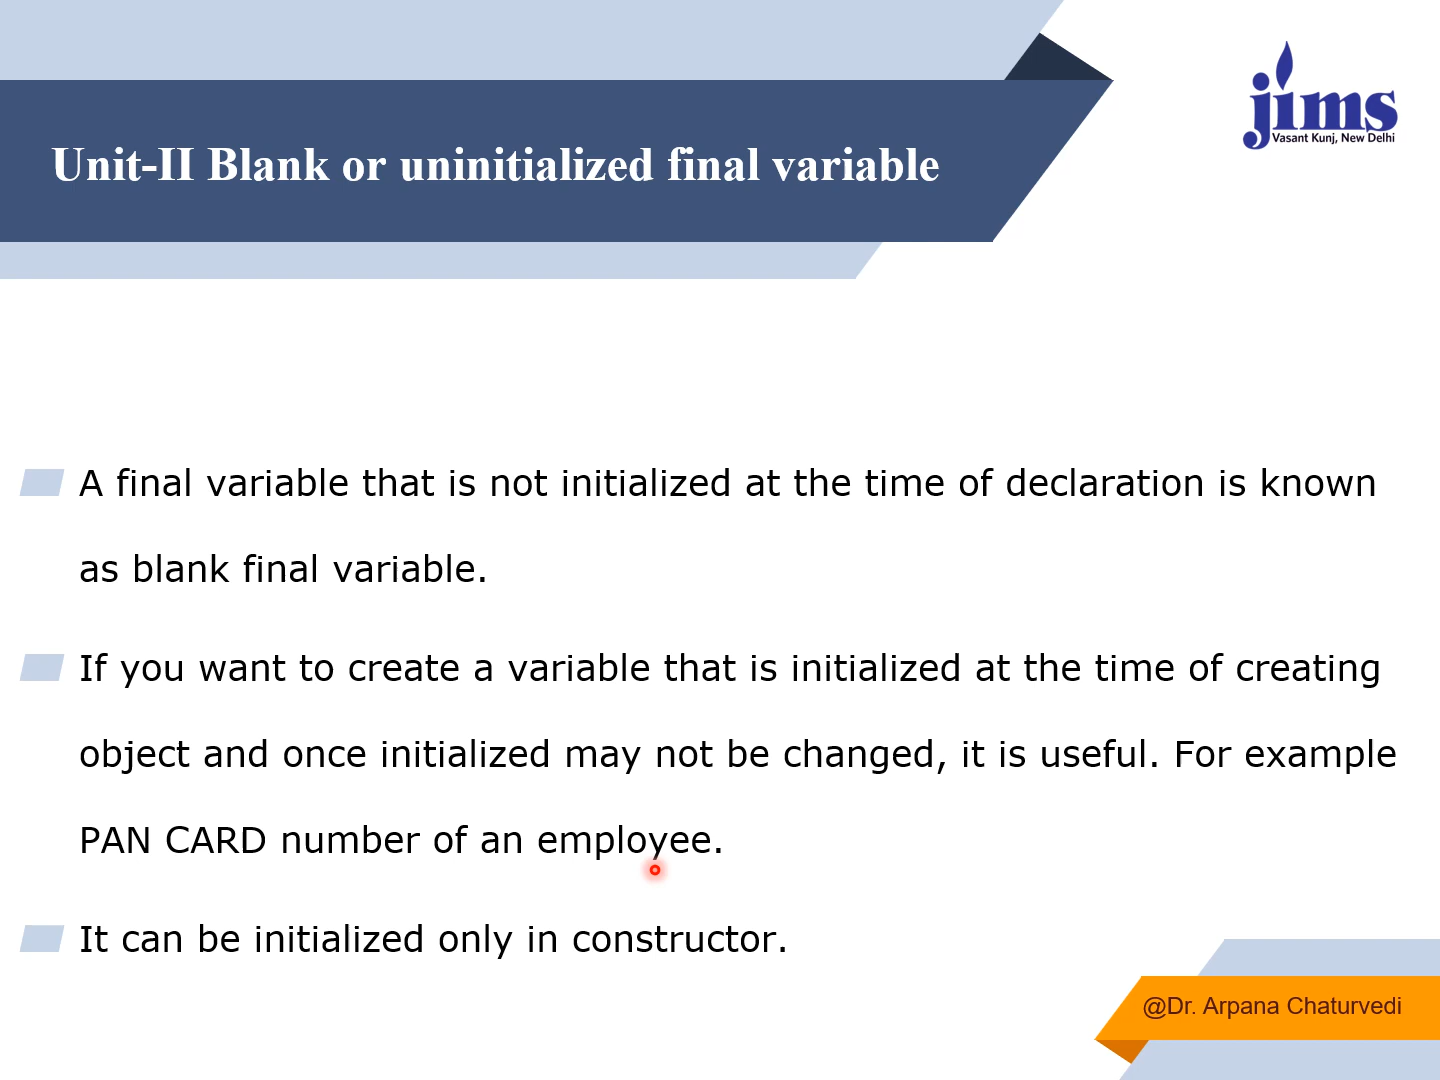 jims
Vasant Kunj, New Delhi
Unit-II Blank or uninitialized final variable
A final variable that is not initialized at the time of declaration is known
as blank final variable.
If you want to create a variable that is initialized at the time of creating
object and once initialized may not be changed, it is useful. For example
PAN CARD number of an employee.
It can be initialized only in constructor.
@Dr. Arpana Chaturvedi